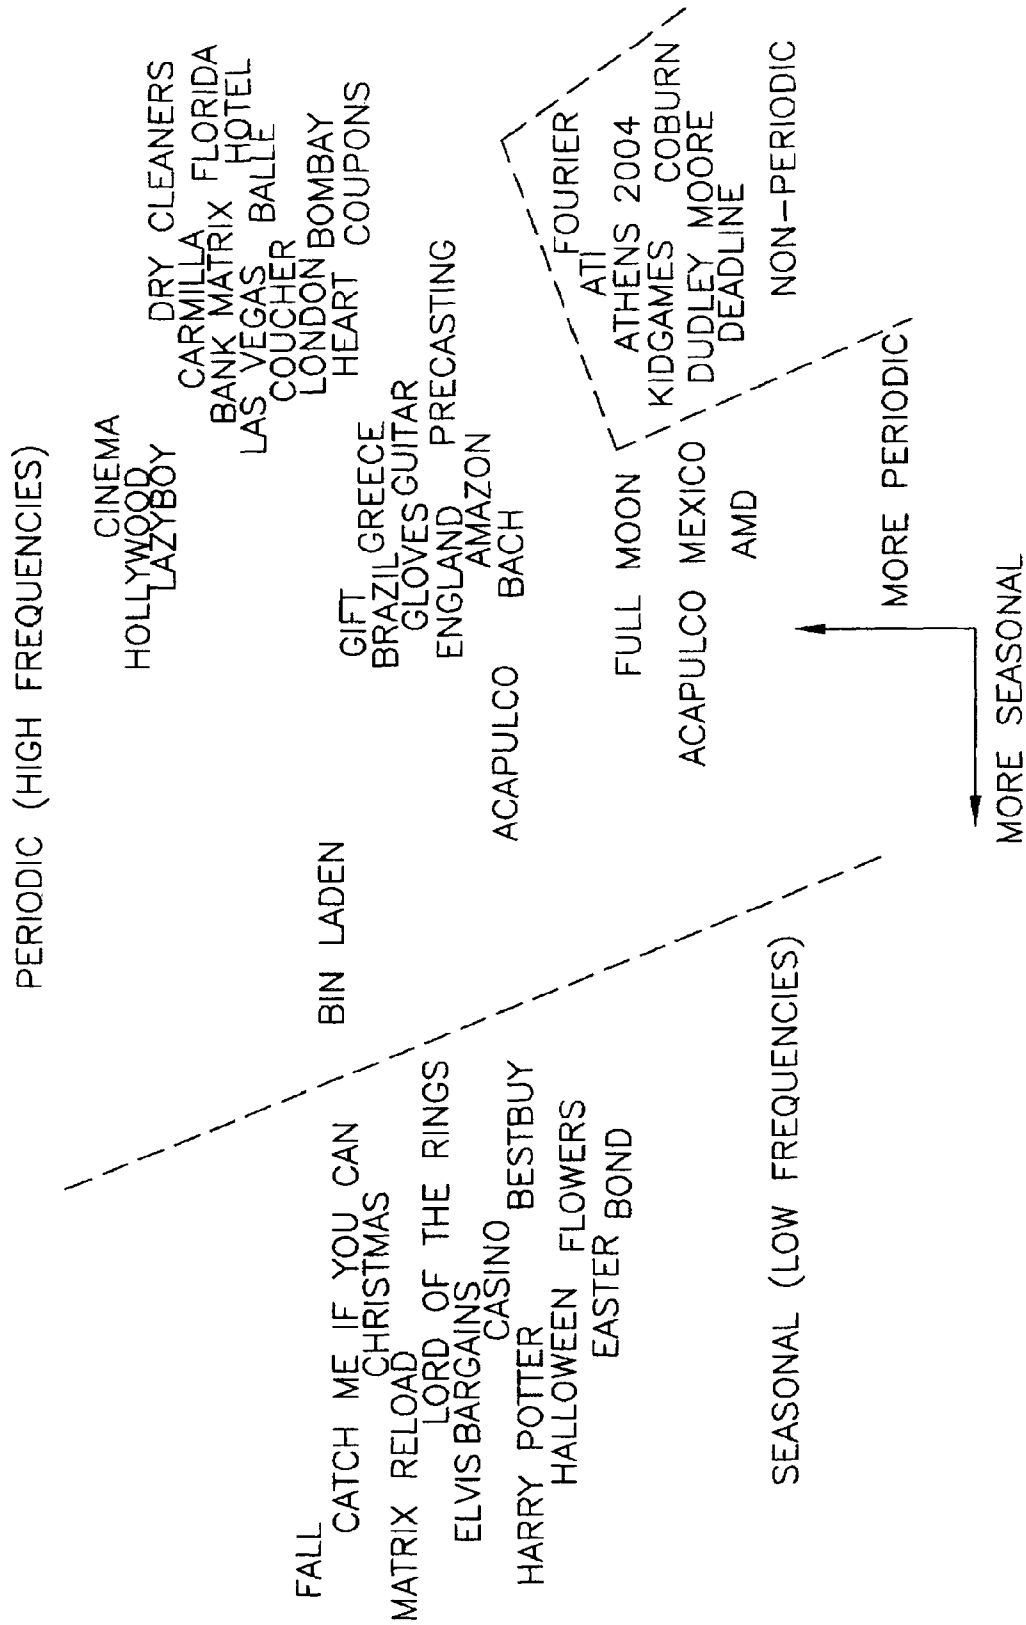 PERIODIC (HIGH FREQUENCIES)
CINEMA
HOLLYWOOD
LAZYBOY
DRY CLEANERS
CARMILLA FLORIDA
BANK MATRIX HOTEL
LAS VEGAS BALLE
COUCHER
LONDON BOMBAY
HEART COUPONS
GIFT
BRAZIL GREECE
GLOVES GUITAR
ENGLAND PRECASTING
AMAZON
BACH
ACAPULCO
BIN LADEN
FALL
CATCH ME IF YOU CAN
CHRISTMAS
MATRIX RELOAD
LORD OF THE RINGS
ELVIS BARGAINS
CASINO
HARRY POTTER BESTBUY
HALLOWEEN FLOWERS
EASTER BOND
FOURIER
ATI
ATHENS 2004
KIDGAMES COBURN
DUDLEY MOORE
DEADLINE
FULL MOON
ACAPULCO MEXICO
AMD
SEASONAL (LOW FREQUENCIES)
NON-PERIODIC
MORE PERIODIC
MORE SEASONAL